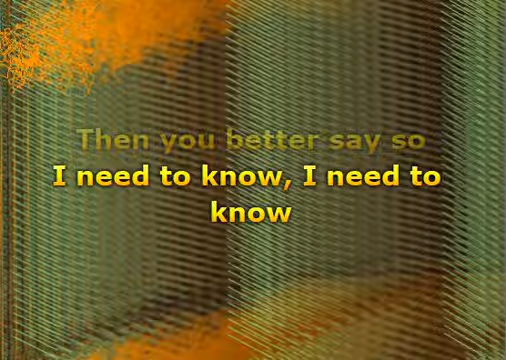 Then you better say so
I need to know, I need to
know